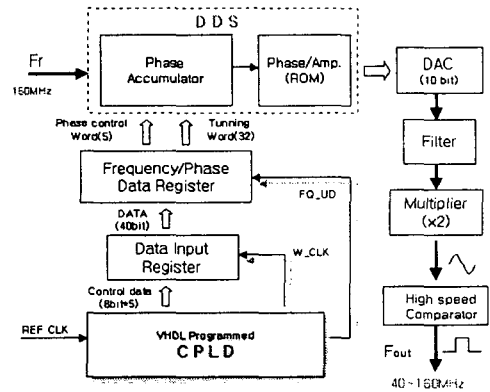 DDS
Fr
160MHz
Phase
Accumulator
Phase/Amp.
(ROM)
DAC
(10 bit)
Phase control
Word(5)
Tunning
Word(32)
Filter
Frequency/Phase
Data Register
FQ_UD
DATA
(40bit)
Multiplier
(x2)
Data Input
Register
W_CLK
Control data
(8bit*5)
High speed
Comparator
REF CLK
VHDL Programmed
CPLD
Fout
40~160MHz